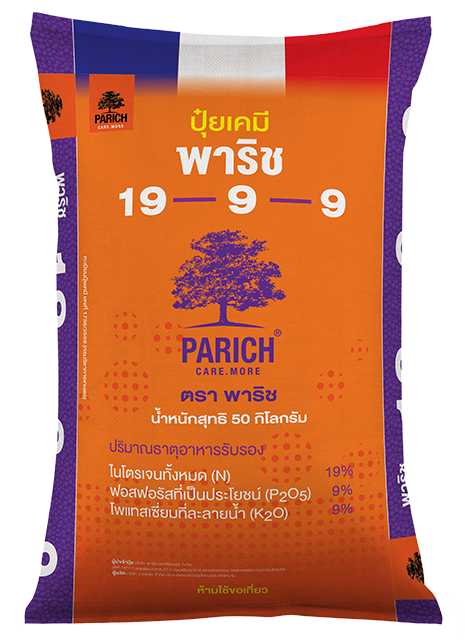 PARICH
CARE.MORE
ปุ๋ยเคมี
พาริช
19 — 9 — 9
PARICH®
CARE.MORE
ตรา พาริช
น้ำหนักสุทธิ 50 กิโลกรัม
ปริมาณธาตุอาหารรับรอง
ไนโตรเจนทั้งหมด (N) 19%
ฟอสฟอรัสที่เป็นประโยชน์ (P2O5) 9%
โพแทสเซี่ยมที่ละลายน้ำ (K2O) 9%
ห้ามใช้ขอเกี่ยว
พาริช